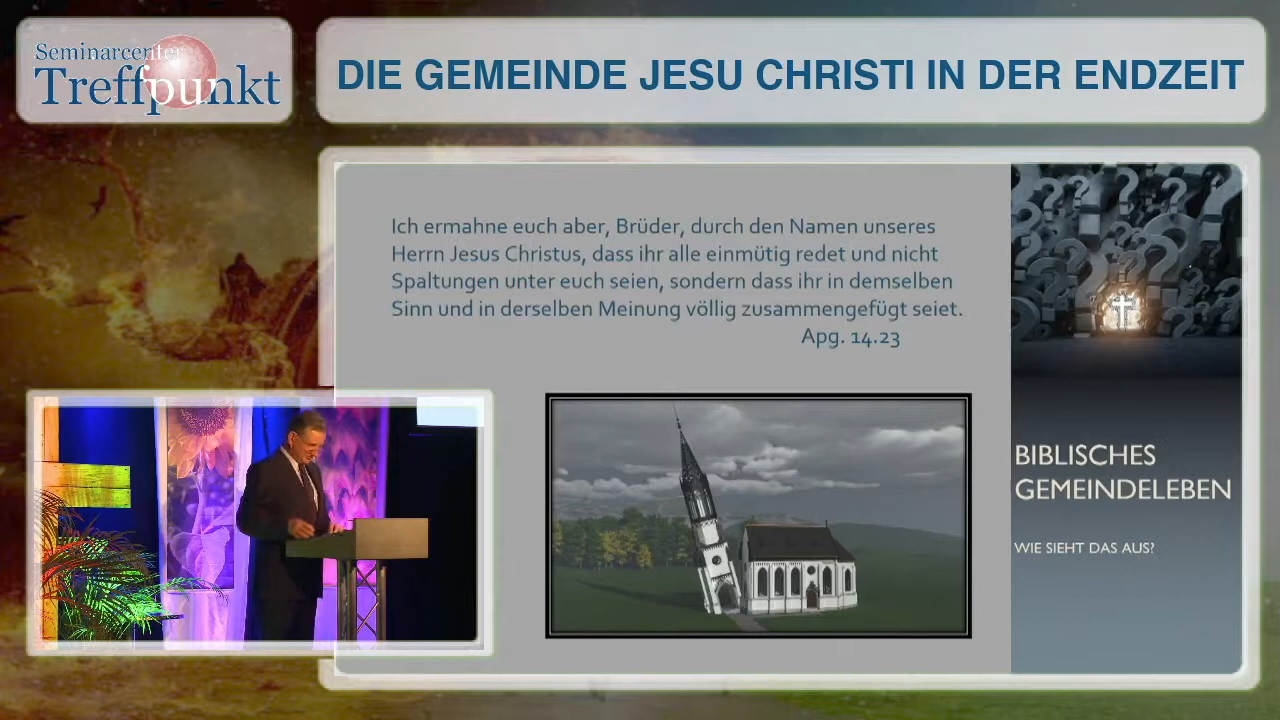 Seminarcenter
Treffpunkt
DIE GEMEINDE JESU CHRISTI IN DER ENDZEIT
Ich ermahne euch aber, Brüder, durch den Namen unseres
Herrn Jesus Christus, dass ihr alle einmütig redet und nicht
Spaltungen unter euch seien, sondern dass ihr in demselben
Sinn und in derselben Meinung völlig zusammengefügt seiet.
Apg. 14.23
BIBLISCHES
GEMEINDELEBEN
WIE SIEHT DAS AUS?